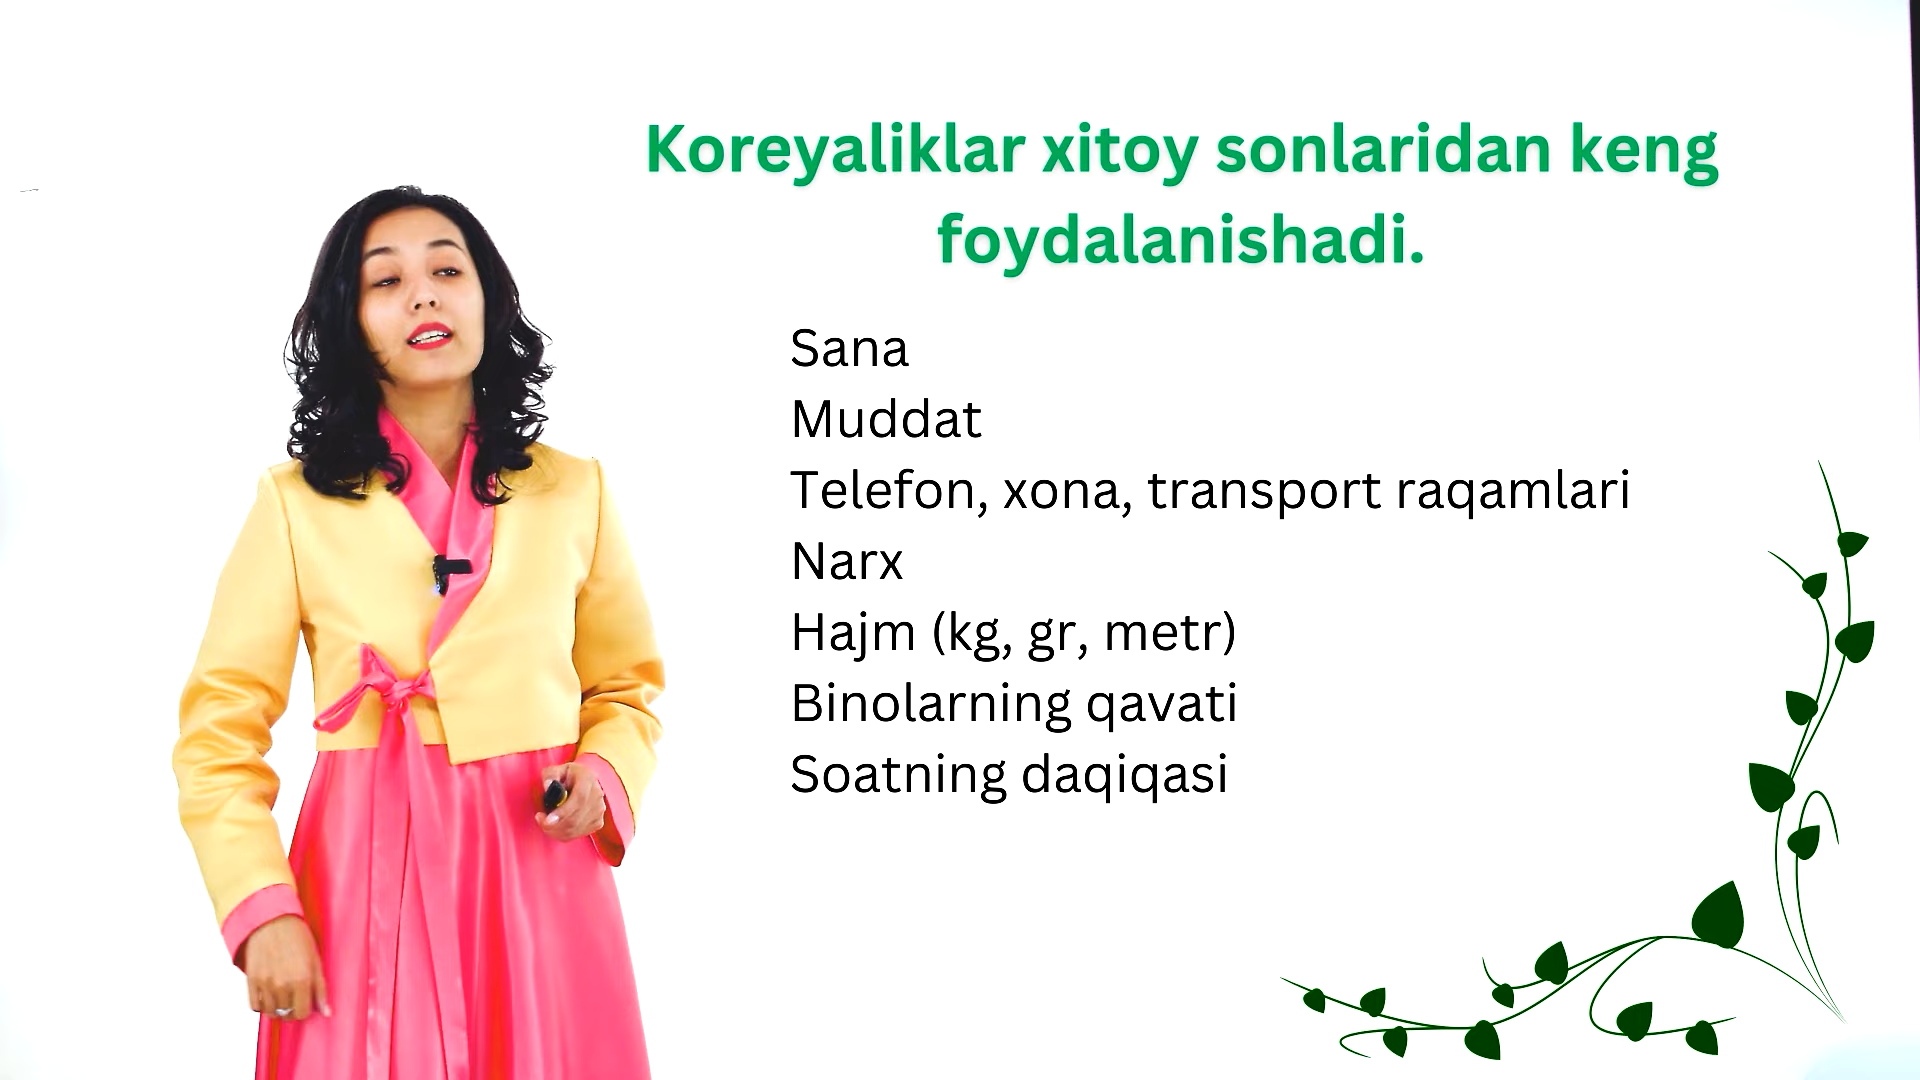 Koreyaliklar xitoy sonlaridan keng
foydalanishadi.
Sana
Muddat
Telefon, xona, transport raqamlari
Narx
Hajm (kg, gr, metr)
Binolarning qavati
Soatning daqiqasi